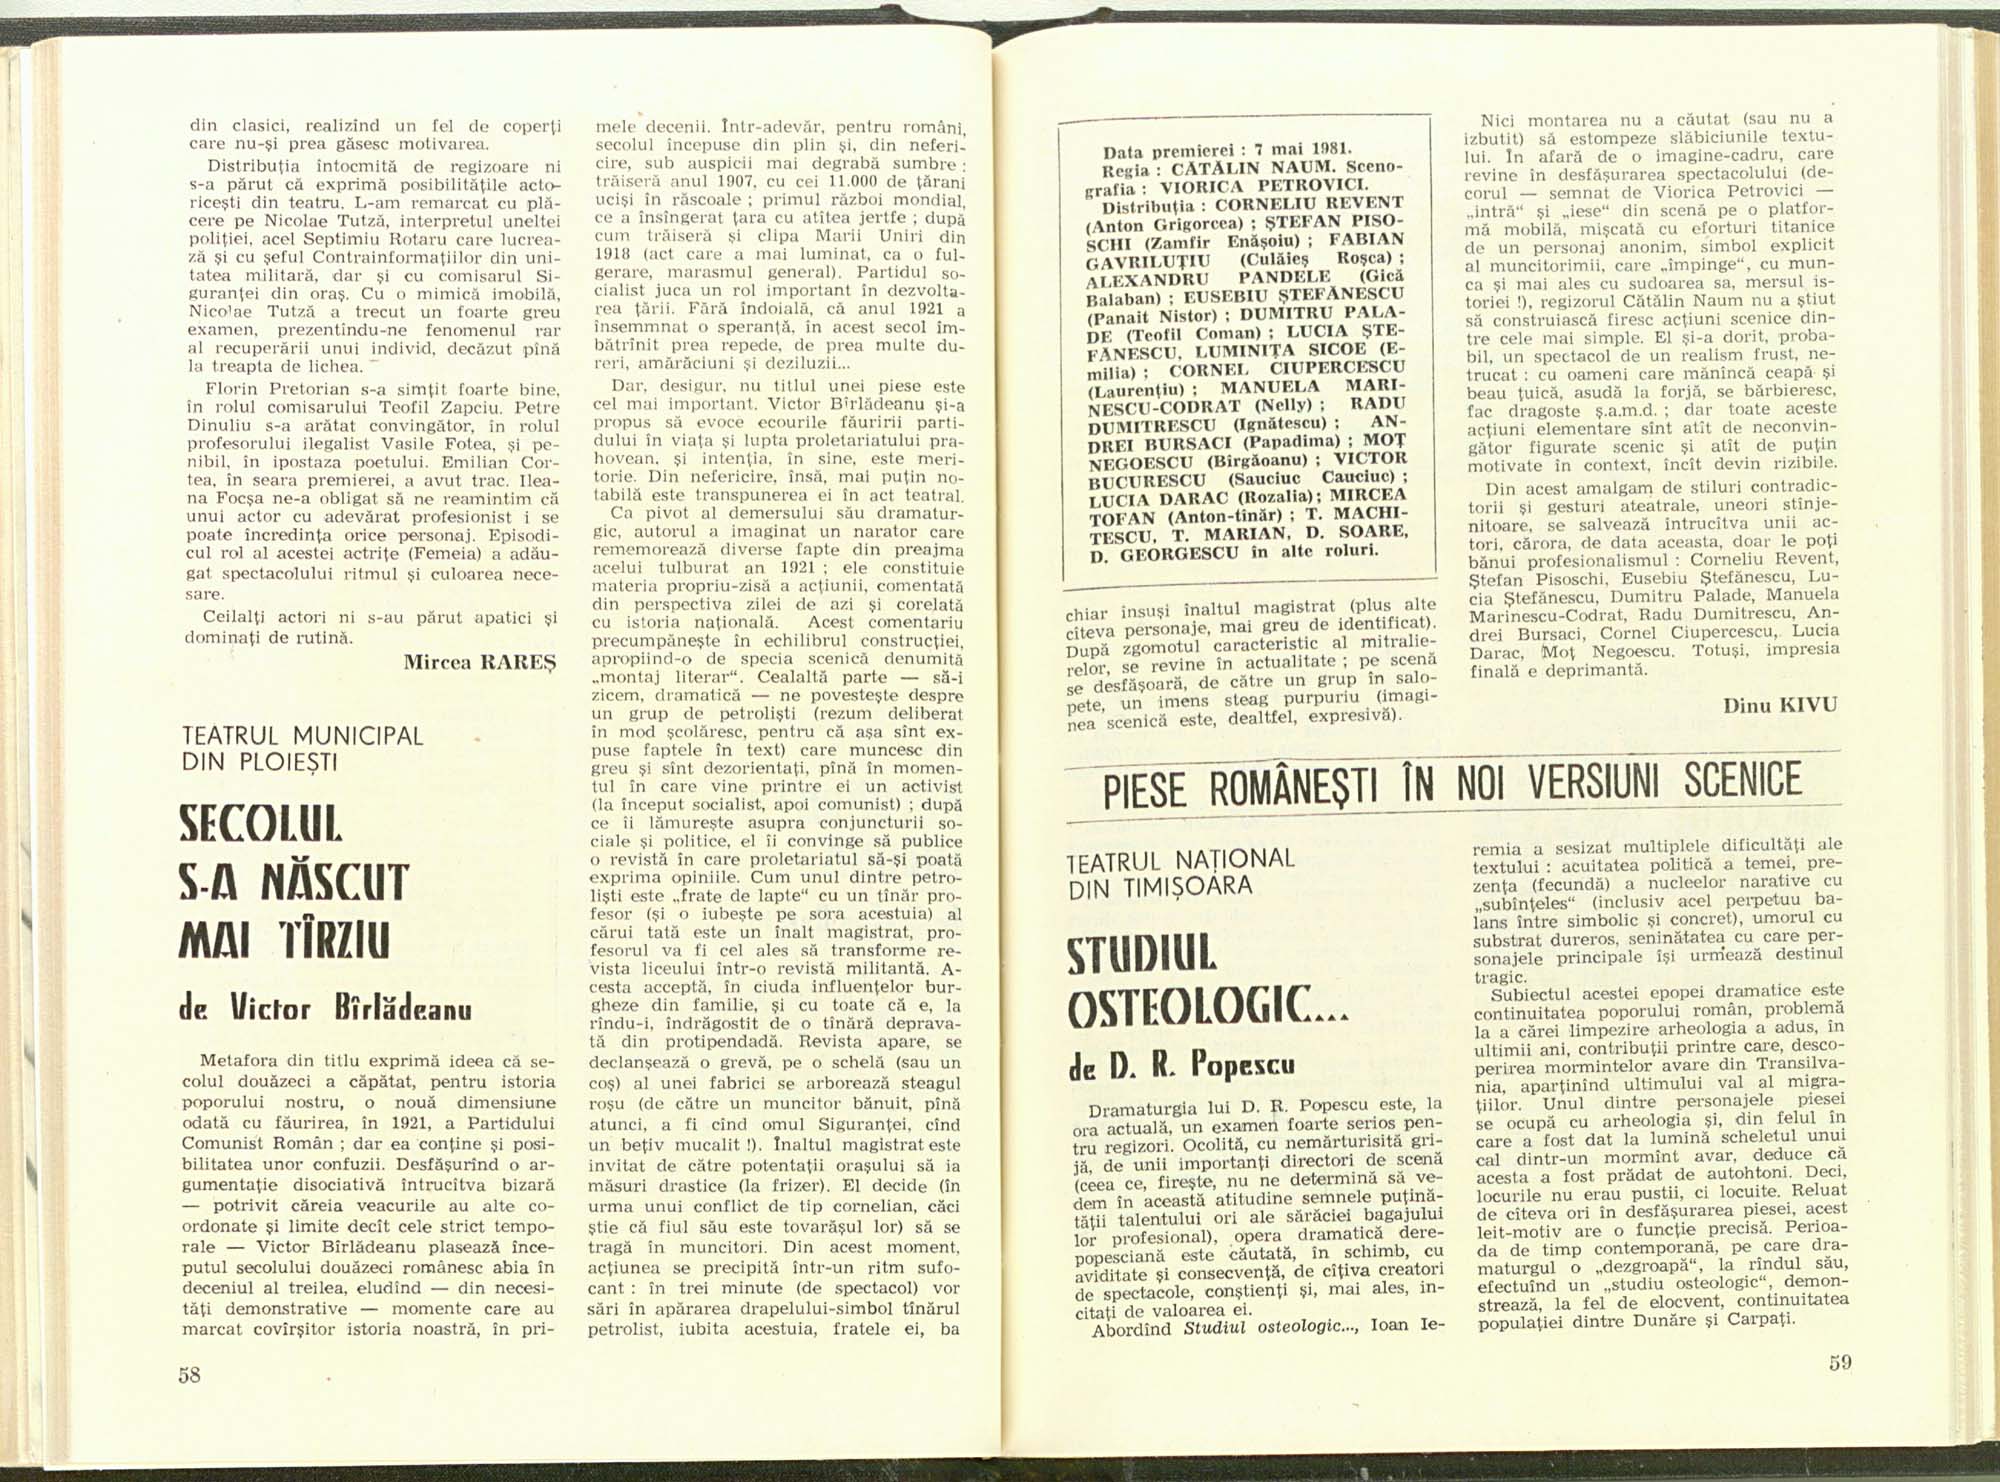 din clasici, realizînd un fel de coperți
care nu-și prea găsesc motivarea.
Distribuția întocmită de regizoare ni
s-a părut că exprimă posibilitățile acto-
ricești din teatru. L-am remarcat cu plă-
cere pe Nicolae Tutză, interpretul uneltei
poliției, acel Septimiu Rotaru care lucrea-
ză și cu șeful Contrainformațiilor din uni-
tatea militară, dar și cu comisarul Si-
guranței din oraș. Cu o mimică imobilă,
Nicolae Tutză a trecut un foarte greu
examen, prezentîndu-ne fenomenul rar
al recuperării unui individ, decăzut pînă
la treapta de lichea.
Florin Pretorian s-a simțit foarte bine,
în rolul comisarului Teofil Zapciu. Petre
Dinuliu s-a arătat convingător, în rolul
profesorului ilegalist Vasile Fotea, și pe-
nibil, în ipostaza poetului. Emilian Cor-
tea, în seara premierei, a avut trac. Ilea-
na Focșa ne-a obligat să ne reamintim că
unui actor cu adevărat profesionist i se
poate încredința orice personaj. Episodi-
cul rol al acestei actrițe (Femeia) a adău-
gat spectacolului ritmul și culoarea nece-
sare.
Ceilalți actori ni s-au părut apatici și
dominați de rutină.
Mircea RAREȘ
TEATRUL MUNICIPAL
DIN PLOIEȘTI
SECOLUL
S-A NĂSCUT
MAI TÎRZIU
de Victor Bîrlădeanu
Metafora din titlu exprimă ideea că se-
colul douăzeci a căpătat, pentru istoria
poporului nostru, o nouă dimensiune
odată cu făurirea, în 1921, a Partidului
Comunist Român ; dar ea conține și posi-
bilitatea unor confuzii. Desfășurînd o ar-
gumentație disociativă întrucîtva bizară
— potrivit căreia veacurile au alte co-
ordonate și limite decît cele strict tempo-
rale — Victor Bîrlădeanu plasează înce-
putul secolului douăzeci românesc abia în
deceniul al treilea, eludînd — din necesi-
tăți demonstrative — momente care au
marcat covîrșitor istoria noastră, în pri-
58
mele decenii. Într-adevăr, pentru români,
secolul începuse din plin și, din neferi-
cire, sub auspicii mai degrabă sumbre :
trăiseră anul 1907, cu cei 11.000 de țărani
uciși în răscoale ; primul război mondial,
ce a însîngerat țara cu atîtea jertfe ; după
cum trăiseră și clipa Marii Uniri din
1918 (act care a mai luminat, ca o ful-
gerare, marasmul general). Partidul so-
cialist juca un rol important în dezvolta-
rea țării. Fără îndoială, că anul 1921 a
însemmnat o speranță, în acest secol îm-
bătrînit prea repede, de prea multe du-
reri, amărăciuni și deziluzii...
Dar, desigur, nu titlul unei piese este
cel mai important. Victor Bîrlădeanu și-a
propus să evoce ecourile făuririi parti-
dului în viața și lupta proletariatului pra-
hovean, și intenția, în sine, este meri-
torie. Din nefericire, însă, mai puțin no-
tabilă este transpunerea ei în act teatral.
Ca pivot al demersului său dramatur-
gic, autorul a imaginat un narator care
rememorează diverse fapte din preajma
acelui tulburat an 1921 ; ele constituie
materia propriu-zisă a acțiunii, comentată
din perspectiva zilei de azi și corelată
cu istoria națională. Acest comentariu
precumpănește în echilibrul construcției,
apropiind-o de specia scenică denumită
„montaj literar“. Cealaltă parte — să-i
zicem, dramatică — ne povestește despre
un grup de petroliști (rezum deliberat
în mod școlăresc, pentru că așa sînt ex-
puse faptele în text) care muncesc din
greu și sînt dezorientați, pînă în momen-
tul în care vine printre ei un activist
(la început socialist, apoi comunist) ; după
ce îi lămurește asupra conjuncturii so-
ciale și politice, el îi convinge să publice
o revistă în care proletariatul să-și poată
exprima opiniile. Cum unul dintre petro-
liști este „frate de lapte“ cu un tînăr pro-
fesor (și o iubește pe sora acestuia) al
cărui tată este un înalt magistrat, pro-
fesorul va fi cel ales să transforme re-
vista liceului într-o revistă militantă. A-
cesta acceptă, în ciuda influențelor bur-
gheze din familie, și cu toate că e, la
rîndu-i, îndrăgostit de o tînără deprava-
tă din protipendadă. Revista apare, se
declanșează o grevă, pe o schelă (sau un
coș) al unei fabrici se arborează steagul
roșu (de către un muncitor bănuit, pînă
atunci, a fi cînd omul Siguranței, cînd
un bețiv mucalit !). Înaltul magistrat este
invitat de către potentații orașului să ia
măsuri drastice (la frizer). El decide (în
urma unui conflict de tip cornelian, căci
știe că fiul său este tovarășul lor) să se
tragă în muncitori. Din acest moment,
acțiunea se precipită într-un ritm sufo-
cant : în trei minute (de spectacol) vor
sări în apărarea drapelului-simbol tînărul
petrolist, iubita acestuia, fratele ei, ba
Data premierei : 7 mai 1981.
Regia : CĂTĂLIN NAUM. Sceno-
grafia : VIORICA PETROVICI.
Distribuția : CORNELIU REVENT
(Anton Grigorcea) ; ȘTEFAN PISO-
SCHI (Zamfir Enășoiu) ; FABIAN
GAVRILUȚIU (Culăieș Roșca) ;
ALEXANDRU PANDELE (Gică
Balaban) ; EUSEBIU ȘTEFĂNESCU
(Panait Nistor) ; DUMITRU PALA-
DE (Teofil Coman) ; LUCIA ȘTE-
FĂNESCU, LUMINIȚA SICOE (E-
milia) ; CORNEL CIUPERCESCU
(Laurențiu) ; MANUELA MARI-
NESCU-CODRAT (Nelly) ; RADU
DUMITRESCU (Ignătescu) ; AN-
DREI BURSACI (Papadima) ; MOȚ
NEGOESCU (Bîrgăoanu) ; VICTOR
BUCURESCU (Sauciuc Cauciuc) ;
LUCIA DARAC (Rozalia) ; MIRCEA
TOFAN (Anton-tînăr) ; T. MACHI-
TESCU, T. MARIAN, D. SOARE,
D. GEORGESCU în alte roluri.
chiar însuși înaltul magistrat (plus alte
cîteva personaje, mai greu de identificat).
După zgomotul caracteristic al mitralie-
relor, se revine în actualitate ; pe scenă
se desfășoară, de către un grup în salo-
pete, un imens steag purpuriu (imagi-
nea scenică este, dealtfel, expresivă).
Nici montarea nu a căutat (sau nu a
izbutit) să estompeze slăbiciunile textu-
lui. În afară de o imagine-cadru, care
revine în desfășurarea spectacolului (de-
corul — semnat de Viorica Petrovici —
„intră“ și „iese“ din scenă pe o platfor-
mă mobilă, mișcată cu eforturi titanice
de un personaj anonim, simbol explicit
al muncitorimii, care „împinge“, cu mun-
ca și mai ales cu sudoarea sa, mersul is-
toriei !), regizorul Cătălin Naum nu a știut
să construiască firesc acțiuni scenice din-
tre cele mai simple. El și-a dorit, proba-
bil, un spectacol de un realism frust, ne-
trucat : cu oameni care mănîncă ceapă și
beau țuică, asudă la forjă, se bărbieresc,
fac dragoste ș.a.m.d. ; dar toate aceste
acțiuni elementare sînt atît de neconvin-
gător figurate scenic și atît de puțin
motivate în context, încît devin rizibile.
Din acest amalgam de stiluri contradic-
torii și gesturi ateatrale, uneori stînje-
nitoare, se salvează întrucîtva unii ac-
tori, cărora, de data aceasta, doar le poți
bănui profesionalismul : Corneliu Revent,
Ștefan Pisoschi, Eusebiu Ștefănescu, Lu-
cia Ștefănescu, Dumitru Palade, Manuela
Marinescu-Codrat, Radu Dumitrescu, An-
drei Bursaci, Cornel Ciupercescu, Lucia
Darac, Moț Negoescu. Totuși, impresia
finală e deprimantă.
Dinu KIVU
PIESE ROMÂNEȘTI ÎN NOI VERSIUNI SCENICE
TEATRUL NAȚIONAL
DIN TIMIȘOARA
STUDIUL
OSTEOLOGIC...
de D. R. Popescu
Dramaturgia lui D. R. Popescu este, la
ora actuală, un examen foarte serios pen-
tru regizori. Ocolită, cu nemărturisită gri-
jă, de unii importanți directori de scenă
(ceea ce, firește, nu ne determină să ve-
dem în această atitudine semnele puțină-
tății talentului ori ale sărăciei bagajului
lor profesional), opera dramatică dere-
popesciană este căutată, în schimb, cu
aviditate și consecvență, de cîțiva creatori
de spectacole, conștienți și, mai ales, in-
citați de valoarea ei.
Abordînd Studiul osteologic..., Ioan Ie-
remia a sesizat multiplele dificultăți ale
textului : acuitatea politică a temei, pre-
zența (fecundă) a nucleelor narative cu
„subînțeles“ (inclusiv acel perpetuu ba-
lans între simbolic și concret), umorul cu
substrat dureros, seninătatea cu care per-
sonajele principale își urmează destinul
tragic.
Subiectul acestei epopei dramatice este
continuitatea poporului român, problemă
la a cărei limpezire arheologia a adus, în
ultimii ani, contribuții printre care, desco-
perirea mormintelor avare din Transilva-
nia, aparținînd ultimului val al migra-
țiilor. Unul dintre personajele piesei
se ocupă cu arheologia și, din felul în
care a fost dat la lumină scheletul unui
cal dintr-un mormînt avar, deduce că
acesta a fost prădat de autohtoni. Deci,
locurile nu erau pustii, ci locuite. Reluat
de cîteva ori în desfășurarea piesei, acest
leit-motiv are o funcție precisă. Perioa-
da de timp contemporană, pe care dra-
maturgul o „dezgroapă“, la rîndul său,
efectuînd un „studiu osteologic“, demon-
strează, la fel de elocvent, continuitatea
populației dintre Dunăre și Carpați.
59